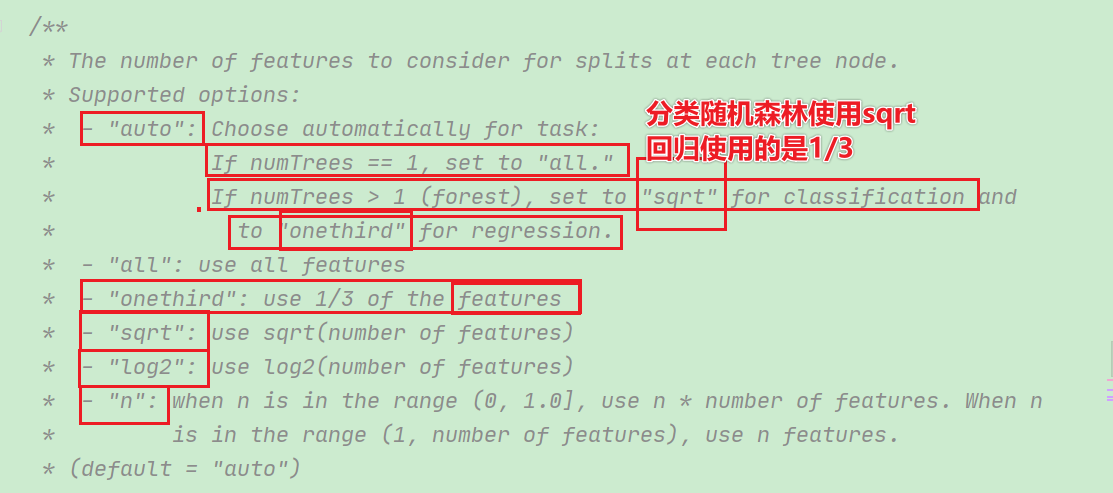 /**
* The number of features to consider for splits at each tree node.
* Supported options:
* - "auto": Choose automatically for task:
* If numTrees == 1, set to "all."
* If numTrees > 1 (forest), set to "sqrt" for classification and
* to "onethird" for regression.
* - "all": use all features
* - "onethird": use 1/3 of the features
* - "sqrt": use sqrt(number of features)
* - "log2": use log2(number of features)
* - "n": when n is in the range (0, 1.0], use n * number of features. When n
* is in the range (1, number of features), use n features.
* (default = "auto")
分类随机森林使用sqrt
回归使用的是1/3